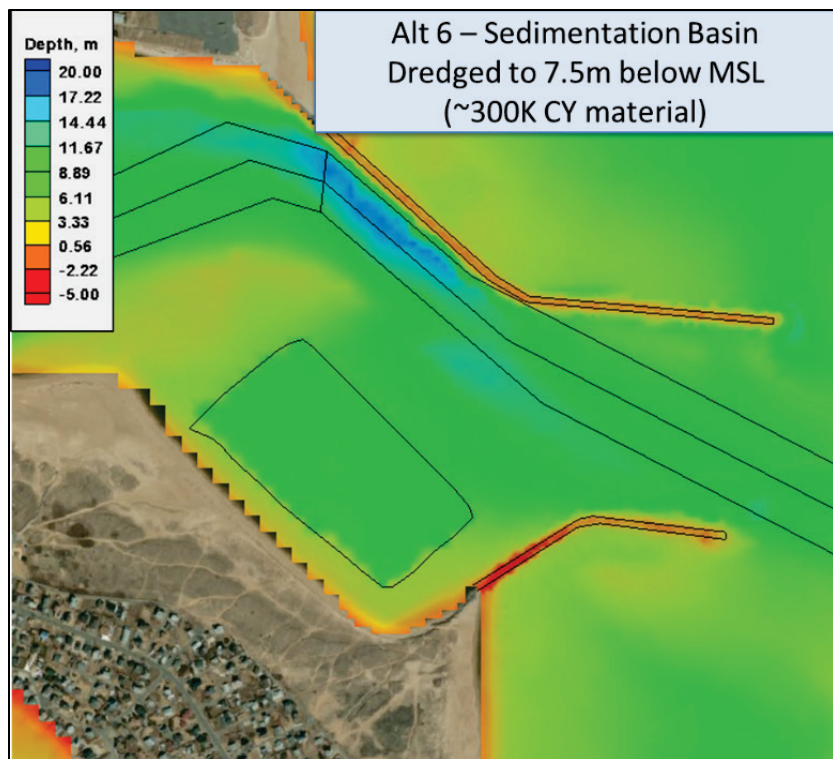 Alt 6 – Sedimentation Basin
Dredged to 7.5m below MSL
(~300K CY material)
Depth, m
20.00
17.22
14.44
11.67
8.89
6.11
3.33
0.56
-2.22
-5.00